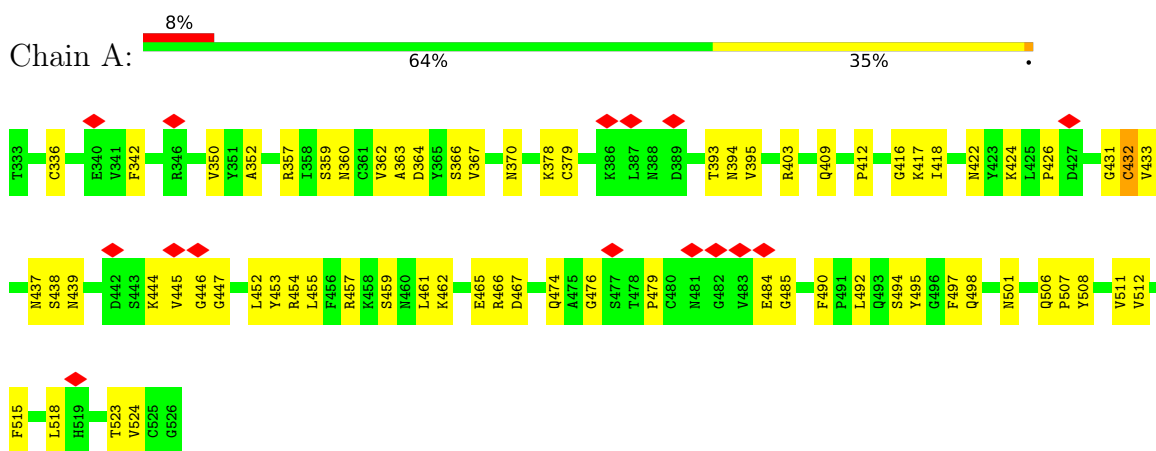 8%
Chain A:
64% 35% •
T333 C336 E340 V341 F342 R346 V350 Y351 A352 R357 I358 S359 N360 C361 V362 A363 D364 Y365 S366 V367 N370 K378 C379 K386 L387 N388 D389 T393 N394 V395 R403 Q409 P412 G416 K417 I418 N422 Y423 K424 L425 P426 D427 G431 C432 V433
N437 S438 N439 D442 S443 K444 V445 G446 G447 L452 Y453 R454 L455 F456 R457 K458 S459 N460 L461 K462 E465 R466 D467 Q474 A475 G476 S477 T478 P479 C480 N481 G482 V483 E484 G485 F490 P491 L492 Q493 S494 Y495 G496 F497 Q498 N501 Q506 P507 Y508 V511 V512
F515 L518 H519 T523 V524 C525 G526